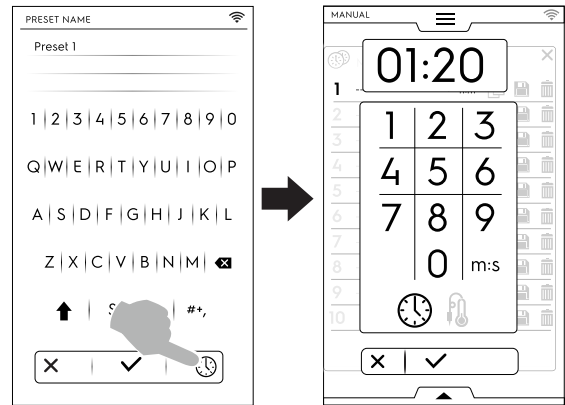 PRESET NAME
Preset 1
1 2 3 4 5 6 7 8 9 0
Q W E R T Y U I O P
A S D F G H J K L
Z X C V B N M
#+,
MANUAL
01:20
1
2
3
4
5
6
7
8
9
10
1 2 3
4 5 6
7 8 9
0 m:s